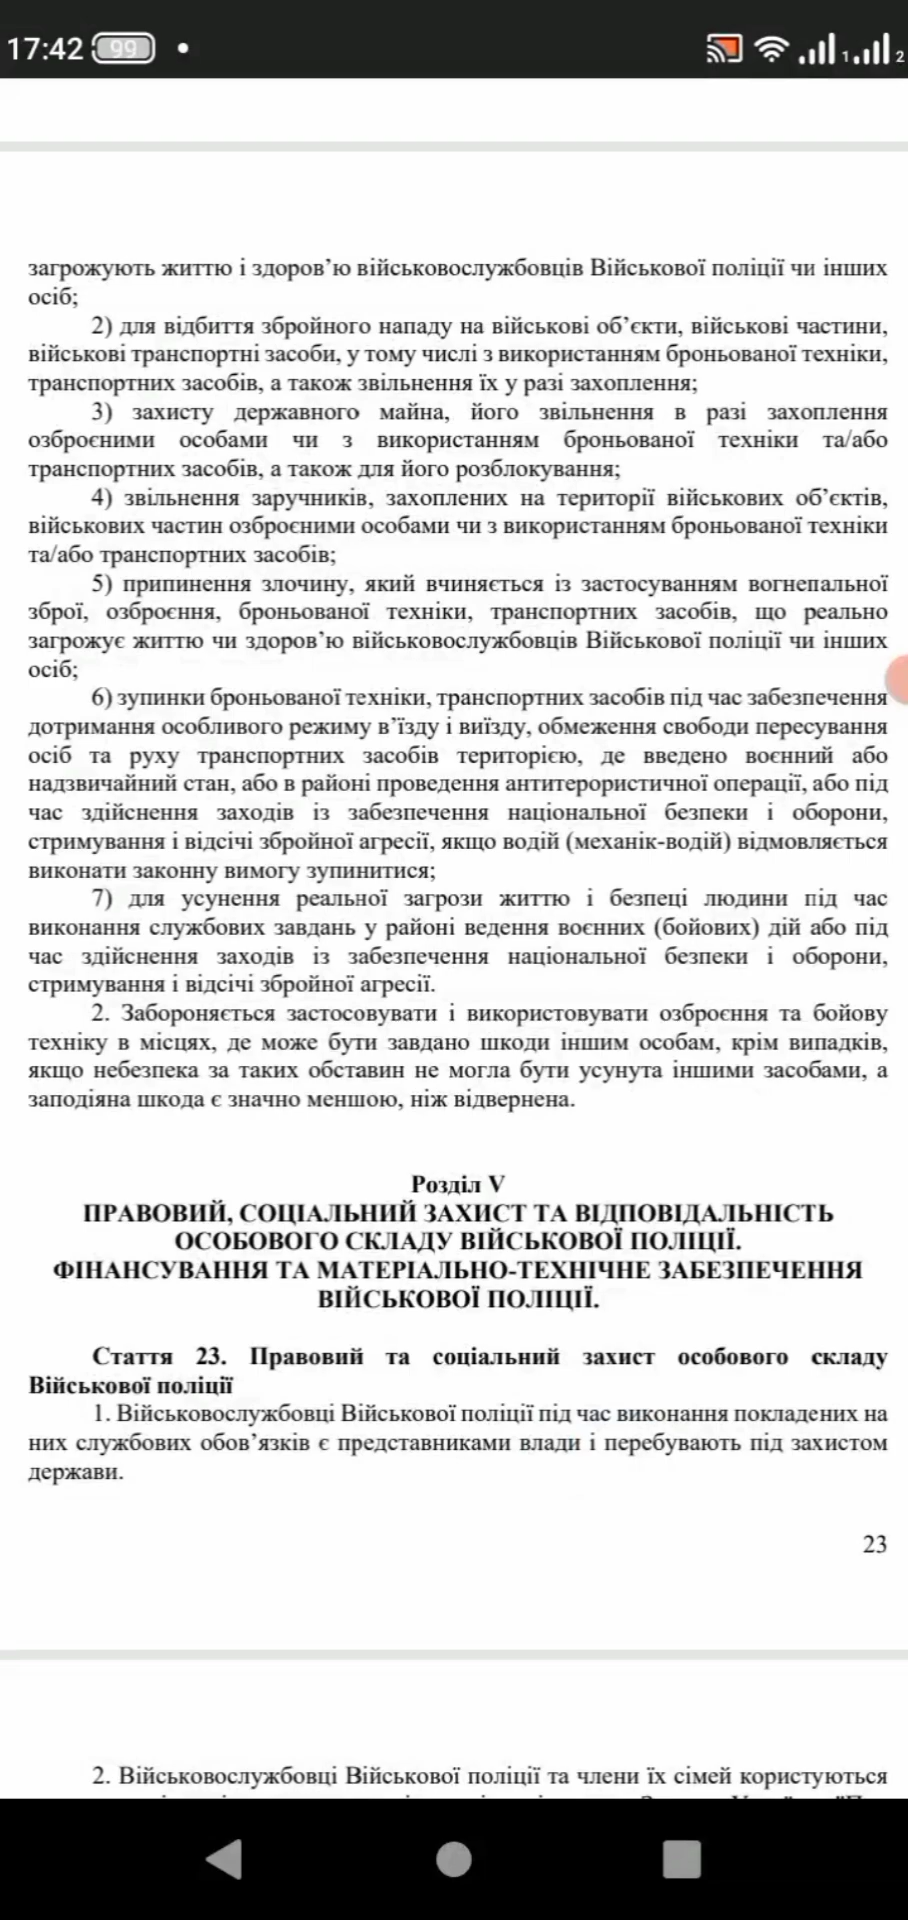 17:42 99
1 2
загрожують життю і здоров’ю військовослужбовців Військової поліції чи інших
осіб;
2) для відбиття збройного нападу на військові об’єкти, військові частини,
військові транспортні засоби, у тому числі з використанням броньованої техніки,
транспортних засобів, а також звільнення їх у разі захоплення;
3) захисту державного майна, його звільнення в разі захоплення
озброєними особами чи з використанням броньованої техніки та/або
транспортних засобів, а також для його розблокування;
4) звільнення заручників, захоплених на території військових об’єктів,
військових частин озброєними особами чи з використанням броньованої техніки
та/або транспортних засобів;
5) припинення злочину, який вчиняється із застосуванням вогнепальної
зброї, озброєння, броньованої техніки, транспортних засобів, що реально
загрожує життю чи здоров’ю військовослужбовців Військової поліції чи інших
осіб;
6) зупинки броньованої техніки, транспортних засобів під час забезпечення
дотримання особливого режиму в’їзду і виїзду, обмеження свободи пересування
осіб та руху транспортних засобів територією, де введено воєнний або
надзвичайний стан, або в районі проведення антитерористичної операції, або під
час здійснення заходів із забезпечення національної безпеки і оборони,
стримування і відсічі збройної агресії, якщо водій (механік-водій) відмовляється
виконати законну вимогу зупинитися;
7) для усунення реальної загрози життю і безпеці людини під час
виконання службових завдань у районі ведення воєнних (бойових) дій або під
час здійснення заходів із забезпечення національної безпеки і оборони,
стримування і відсічі збройної агресії.
2. Забороняється застосовувати і використовувати озброєння та бойову
техніку в місцях, де може бути завдано шкоди іншим особам, крім випадків,
якщо небезпека за таких обставин не могла бути усунута іншими засобами, а
заподіяна шкода є значно меншою, ніж відвернена.
Розділ V
ПРАВОВИЙ, СОЦІАЛЬНИЙ ЗАХИСТ ТА ВІДПОВІДАЛЬНІСТЬ
ОСОБОВОГО СКЛАДУ ВІЙСЬКОВОЇ ПОЛІЦІЇ.
ФІНАНСУВАННЯ ТА МАТЕРІАЛЬНО-ТЕХНІЧНЕ ЗАБЕЗПЕЧЕННЯ
ВІЙСЬКОВОЇ ПОЛІЦІЇ.
Стаття 23. Правовий та соціальний захист особового складу
Військової поліції
1. Військовослужбовці Військової поліції під час виконання покладених на
них службових обов’язків є представниками влади і перебувають під захистом
держави.
23
2. Військовослужбовці Військової поліції та члени їх сімей користуються